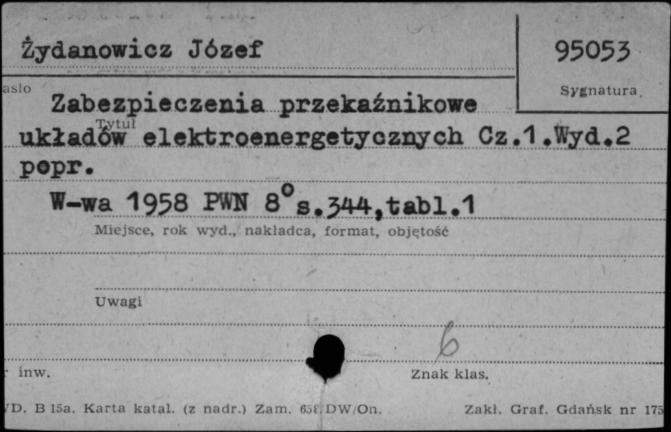 Żydanowicz Józef
95053
asło
Sygnatura
Zabezpieczenia przekaźnikowe
Tytuł
układów elektroenergetycznych Cz.1.Wyd.2
popr.
W-wa 1958 PWN 8° s.344,tabl.1
Miejsce, rok wyd., nakładca, format, objętość
Uwagi
6
r inw.
Znak klas.
D. B 15a. Karta katal. (z nadr.) Zam. DW/On.
Zakł. Graf. Gdańsk nr 175